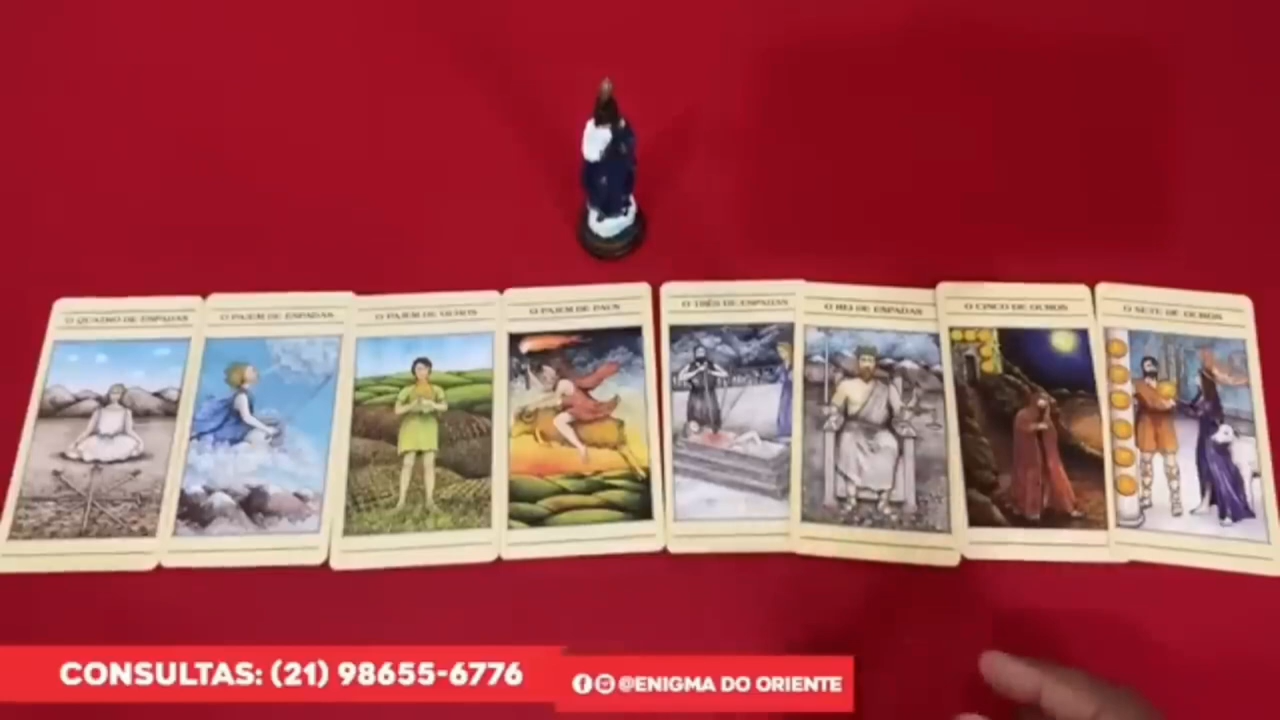 O QUATRO DE ESPADAS
O PAJEM DE ESPADAS
O PAJEM DE OUROS
O PAJEM DE PAUS
O TRÊS DE ESPADAS
O REI DE ESPADAS
O CINCO DE OUROS
O SETE DE OUROS
CONSULTAS: (21) 98655-6776
@ENIGMA DO ORIENTE